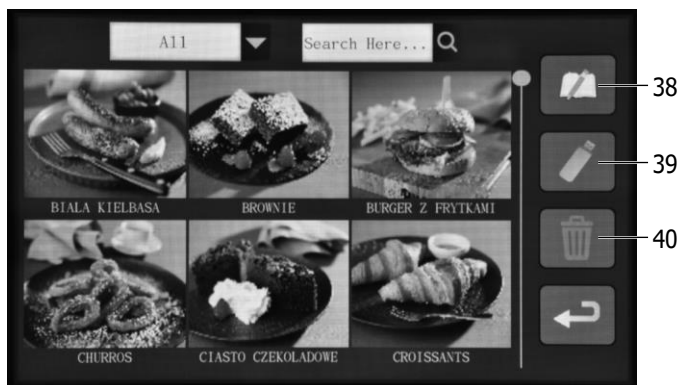 All
Search Here...
38
39
BIALA KIELBASA
BROWNIE
BURGER Z FRYTKAMI
40
CHURROS
CIASTO CZEKOLADOWE
CROISSANTS